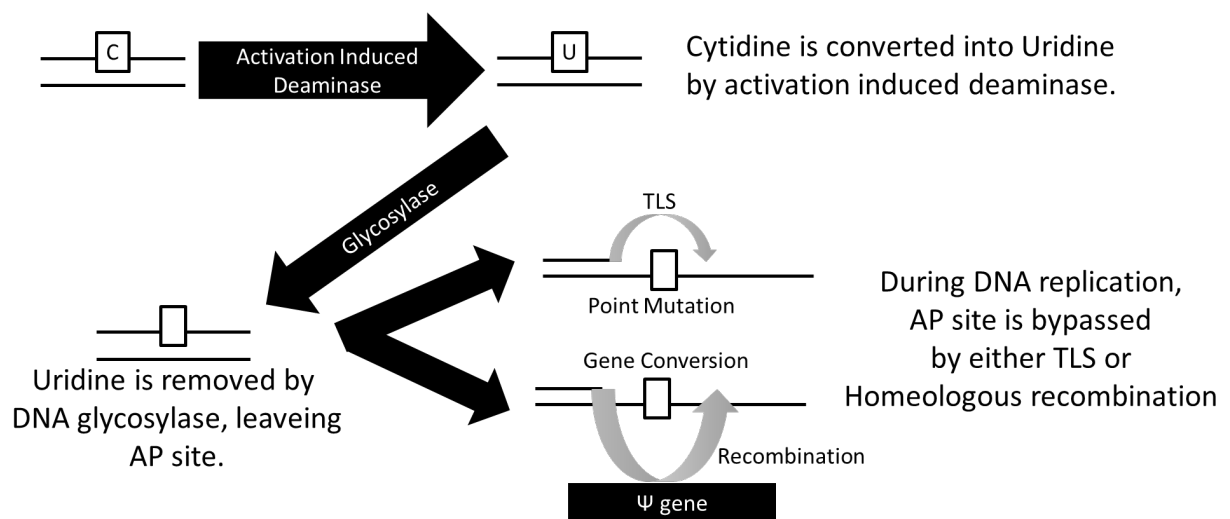 C
Activation Induced
Deaminase
U
Cytidine is converted into Uridine
by activation induced deaminase.
Glycosylase
TLS
Point Mutation
During DNA replication,
AP site is bypassed
by either TLS or
Homeologous recombination
Uridine is removed by
DNA glycosylase, leaveing
AP site.
Gene Conversion
Recombination
Ψ gene